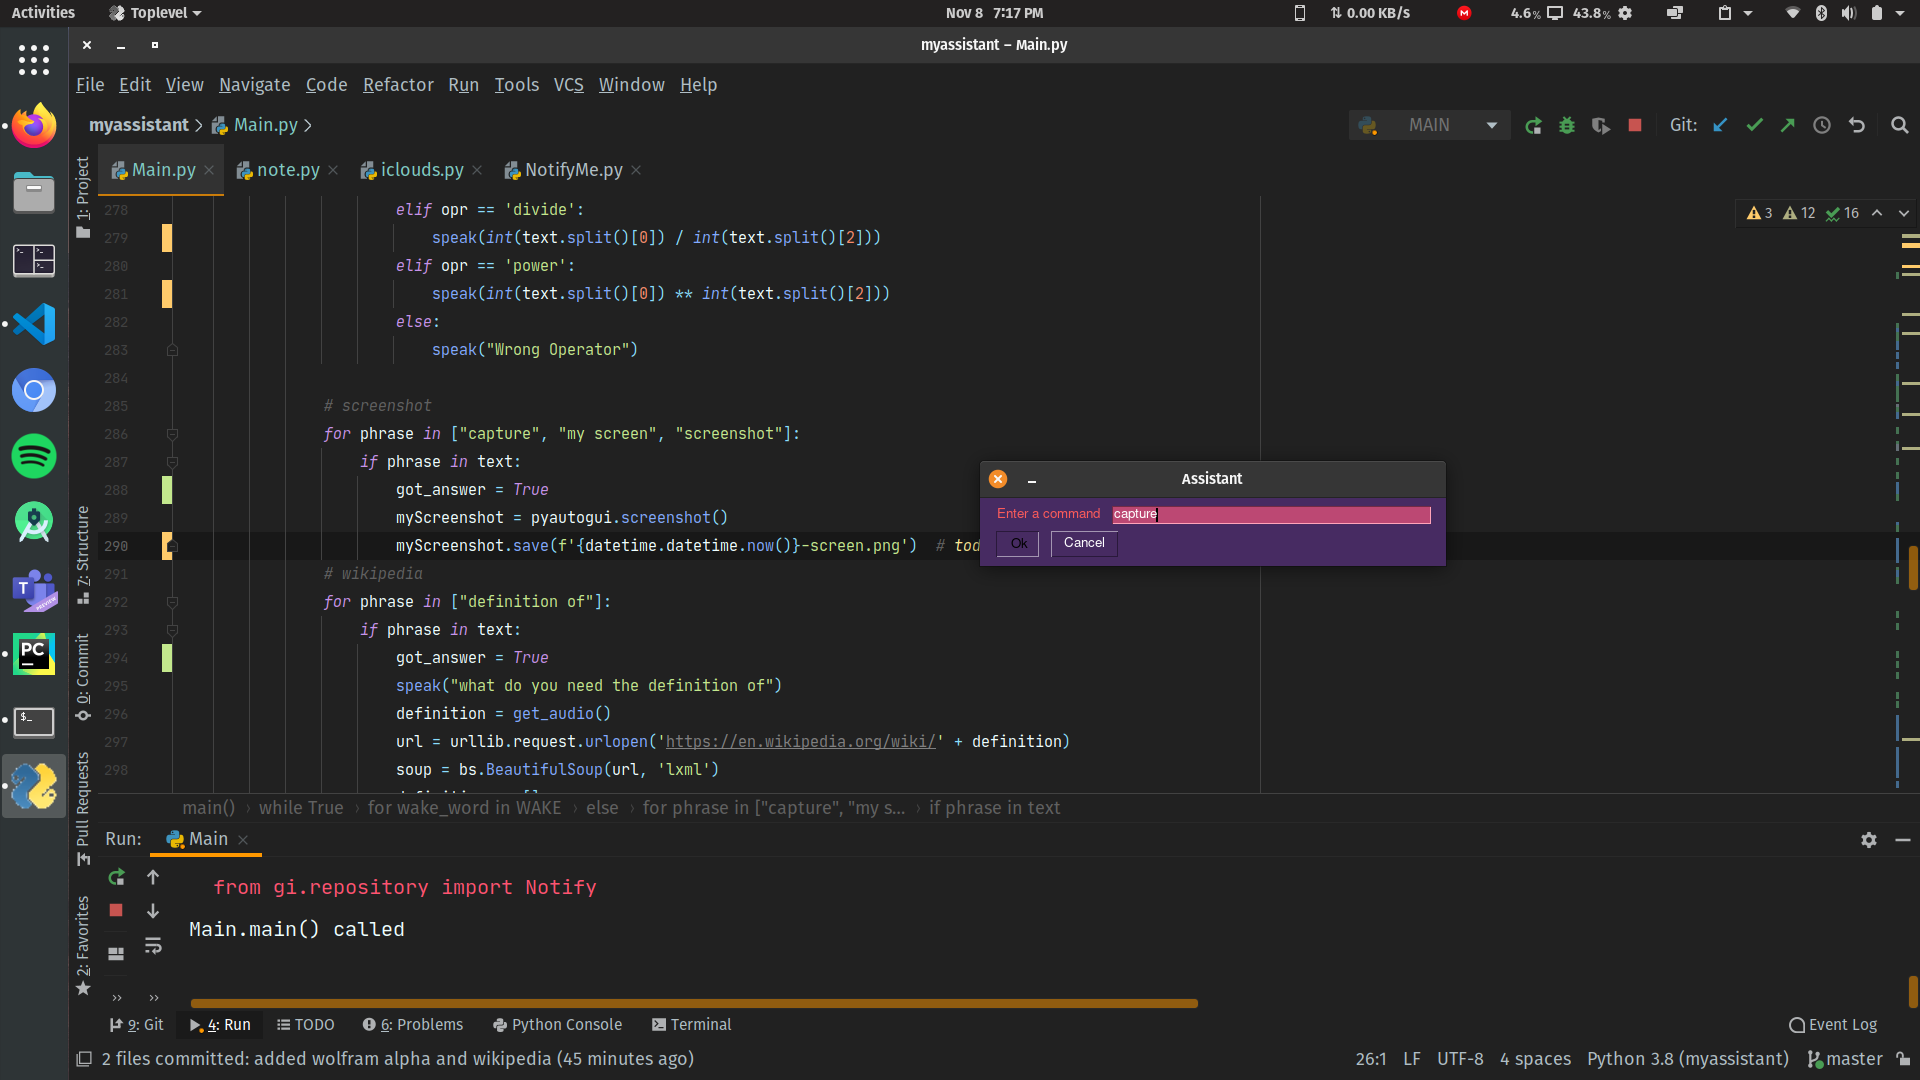 Activities
Toplevel
Nov 8 7:17 PM
0.00 KB/s
4.6%
43.8%
myassistant – Main.py
File Edit View Navigate Code Refactor Run Tools VCS Window Help
myassistant
Main.py
MAIN
Git:
Main.py
note.py
iclouds.py
NotifyMe.py
3 12 16
278 elif opr == 'divide':
279 speak(int(text.split()[0]) / int(text.split()[2]))
280 elif opr == 'power':
281 speak(int(text.split()[0]) ** int(text.split()[2]))
282 else:
283 speak("Wrong Operator")
284
285 # screenshot
286 for phrase in ["capture", "my screen", "screenshot"]:
287 if phrase in text:
288 got_answer = True
289 myScreenshot = pyautogui.screenshot()
290 myScreenshot.save(f'{datetime.datetime.now()}-screen.png') # tod
291 # wikipedia
292 for phrase in ["definition of"]:
293 if phrase in text:
294 got_answer = True
295 speak("what do you need the definition of")
296 definition = get_audio()
297 url = urllib.request.urlopen('https://en.wikipedia.org/wiki/' + definition)
298 soup = bs.BeautifulSoup(url, 'lxml')
Assistant
Enter a command capture
Ok
Cancel
1: Project
7: Structure
0: Commit
Pull Requests
2: Favorites
T
PREVIEW
PC
$_
main() › while True › for wake_word in WAKE › else › for phrase in ["capture", "my s... › if phrase in text
Run:
Main
from gi.repository import Notify
Main.main() called
9: Git
4: Run
TODO
6: Problems
Python Console
Terminal
Event Log
2 files committed: added wolfram alpha and wikipedia (45 minutes ago)
26:1 LF UTF-8 4 spaces Python 3.8 (myassistant) master